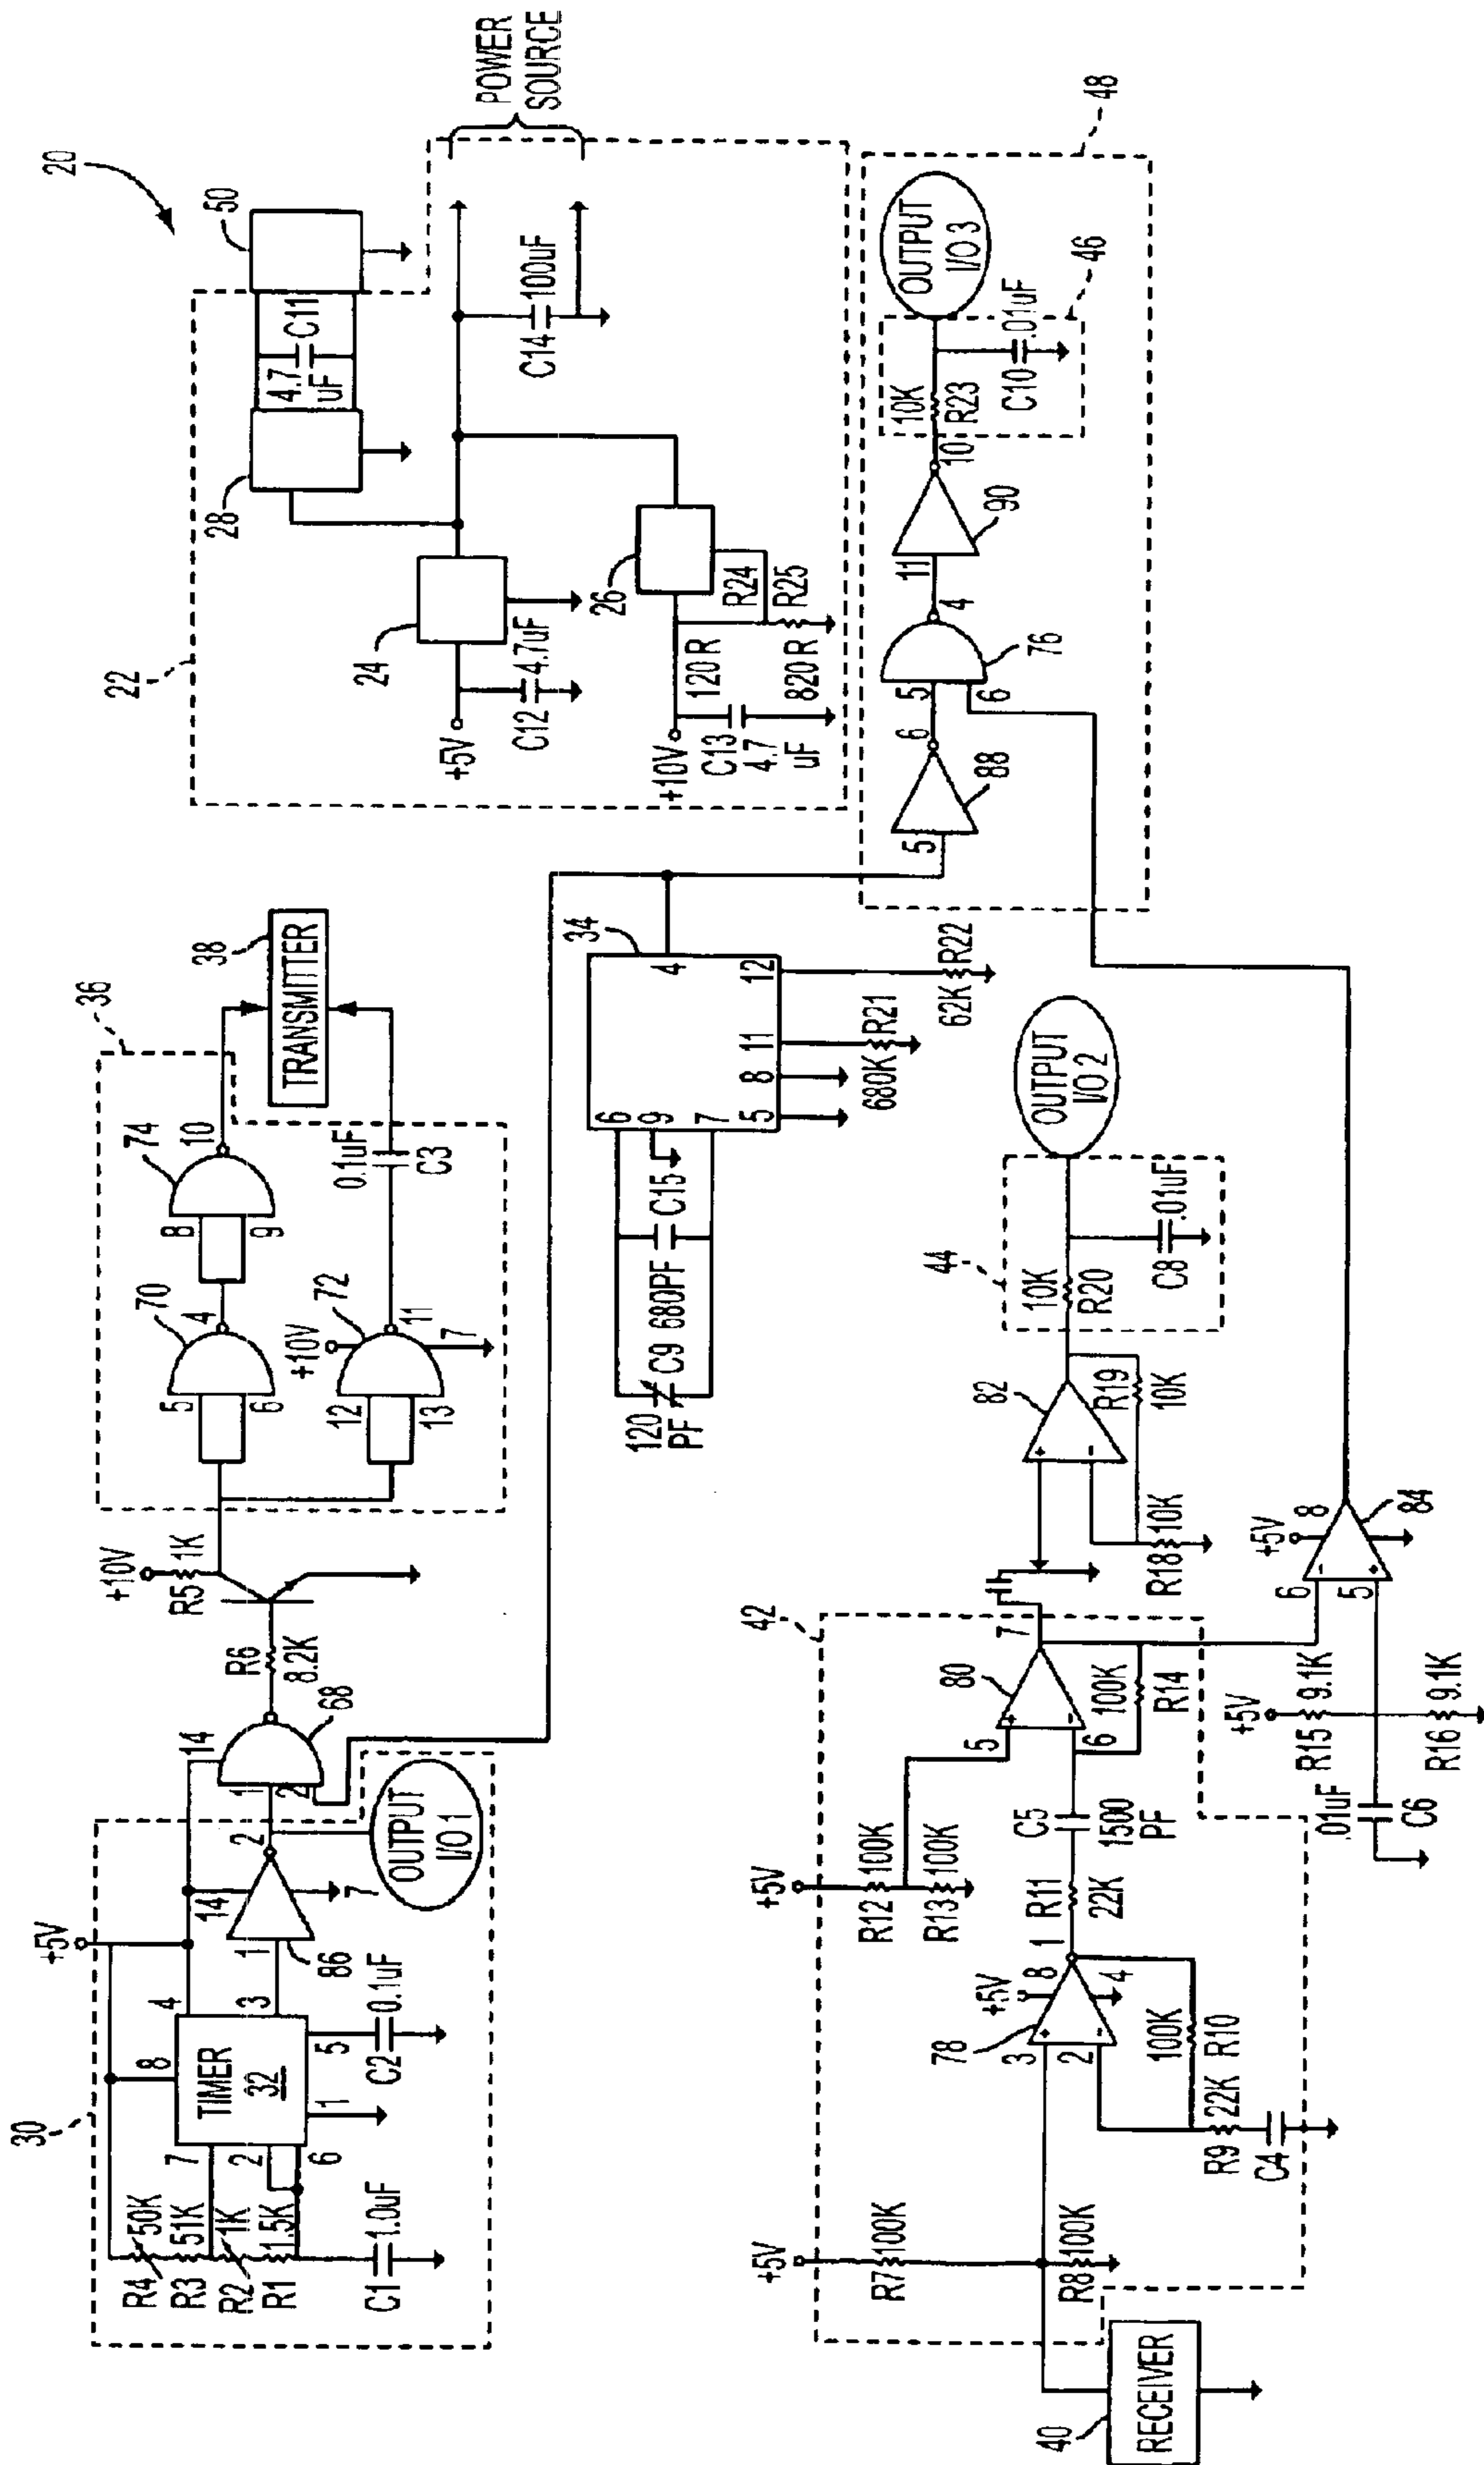 20
30
+5V
R4
50K
R3
51K
R2
1K
R1
1.5K
C1
1.0uF
7
2
6
8
4
3
5
1
TIMER
32
C2
0.1uF
14
1
2
7
86
OUTPUT
I/O 1
14
1
2
68
R6
8.2K
+10V
R5
1K
36
5
6
4
70
8
9
10
74
+10V
12
13
11
7
72
0.1uF
C3
38
TRANSMITTER
22
28
4.7
uF
C11
50
24
+5V
C12
4.7uF
26
+10V
C13
4.7
uF
120 R
R24
820 R
R25
C14
100uF
POWER
SOURCE
34
6
9
7
5
8
11
12
4
120
PF
C9
680PF
C15
680K
R21
62K
R22
48
5
6
88
5
6
4
76
11
10
90
10K
R23
C10
.01uF
46
OUTPUT
I/O 3
42
40
RECEIVER
+5V
R7
100K
R8
100K
78
3
2
+5V
8
1
4
100K
R10
R9
22K
C4
+5V
R12
100K
R13
100K
R11
22K
C5
1500
PF
80
5
6
7
100K
R14
82
R18
10K
R19
10K
44
10K
R20
C8
.01uF
OUTPUT
I/O 2
+5V
R15
9.1K
R16
9.1K
.01uF
C6
+5V
6
5
8
84